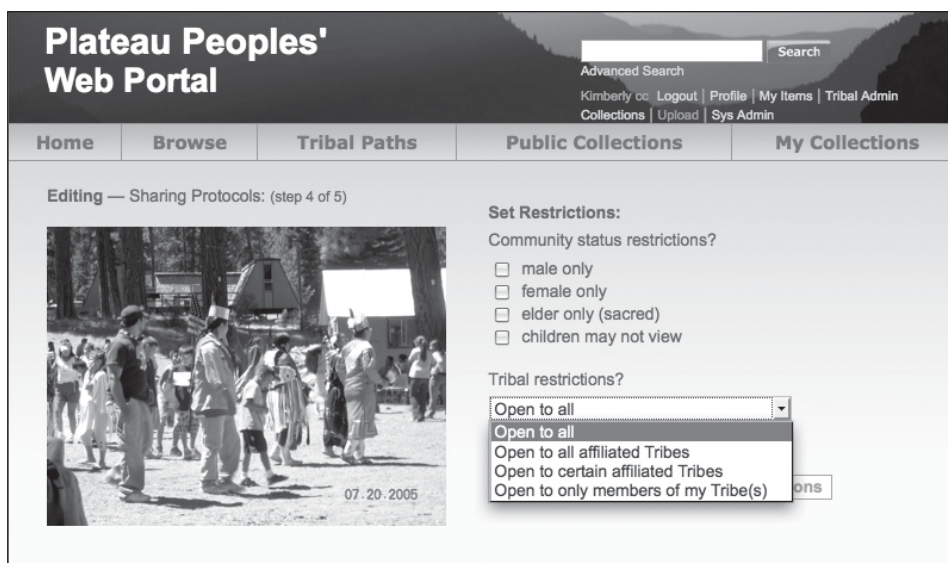 Plateau Peoples'
Web Portal
Search
Advanced Search
Kimberly cc Logout | Profile | My Items | Tribal Admin
Collections | Upload | Sys Admin
Home Browse Tribal Paths Public Collections My Collections
Editing — Sharing Protocols: (step 4 of 5)
07.20.2005
Set Restrictions:
Community status restrictions?
male only
female only
elder only (sacred)
children may not view
Tribal restrictions?
Open to all
Open to all
Open to all affiliated Tribes
Open to certain affiliated Tribes
Open to only members of my Tribe(s)
ons